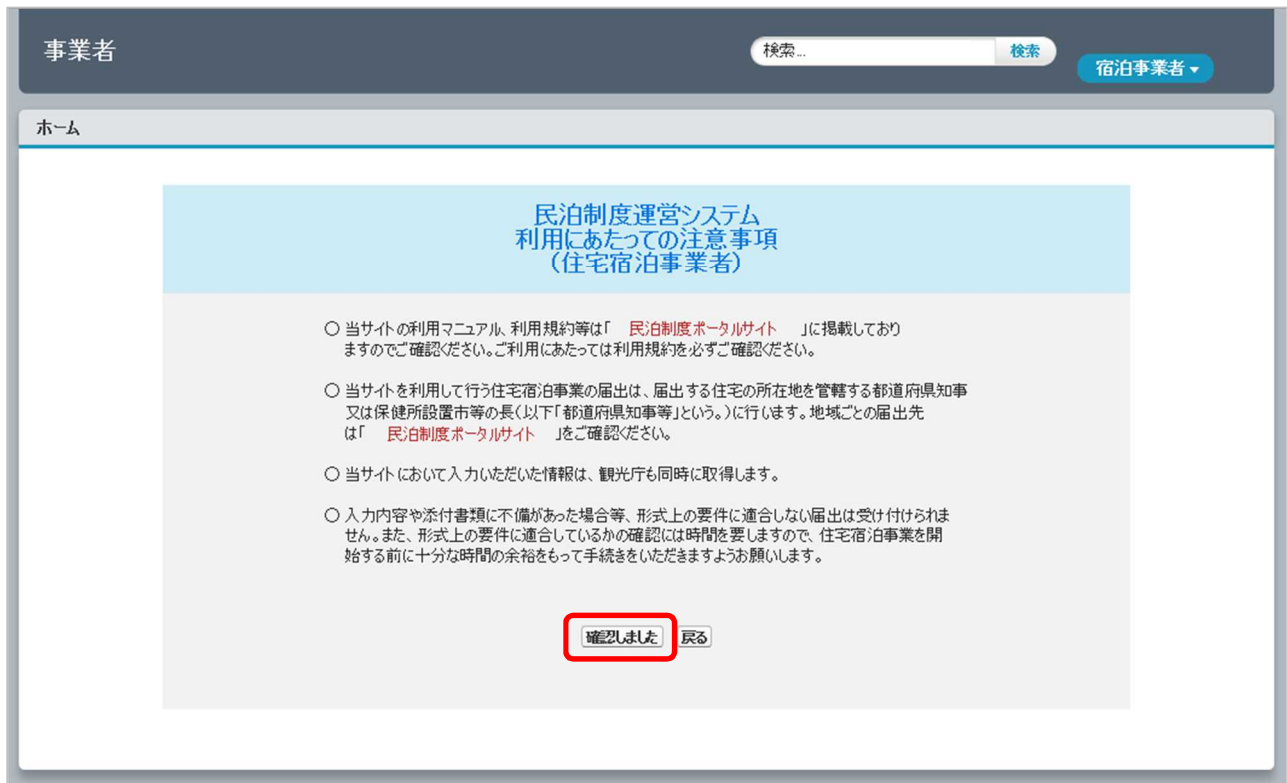 事業者
検索...
検索
宿泊事業者▼
ホーム
民泊制度運営システム
利用にあたっての注意事項
（住宅宿泊事業者）
○ 当サイトの利用マニュアル、利用規約等は「　民泊制度ポータルサイト　」に掲載しており
ますのでご確認ください。ご利用にあたっては利用規約を必ずご確認ください。
○ 当サイトを利用して行う住宅宿泊事業の届出は、届出する住宅の所在地を管轄する都道府県知事
又は保健所設置市等の長（以下「都道府県知事等」という。）に行います。地域ごとの届出先
は「　民泊制度ポータルサイト　」をご確認ください。
○ 当サイトにおいて入力いただいた情報は、観光庁も同時に取得します。
○ 入力内容や添付書類に不備があった場合等、形式上の要件に適合しない届出は受け付けられま
せん。また、形式上の要件に適合しているかの確認には時間を要しますので、住宅宿泊事業を開
始する前に十分な時間の余裕をもって手続きをいただきますようお願いします。
確認しました
戻る